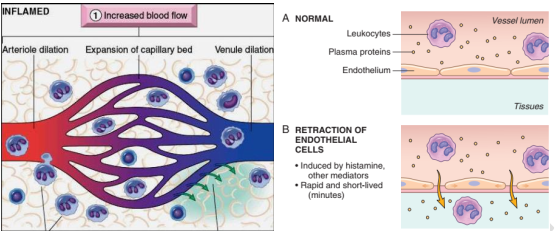 INFLAMED
1 Increased blood flow
Arteriole dilation Expansion of capillary bed Venule dilation
A NORMAL
Vessel lumen
Leukocytes
Plasma proteins
Endothelium
Tissues
B RETRACTION OF
ENDOTHELIAL
CELLS
• Induced by histamine,
other mediators
• Rapid and short-lived
(minutes)